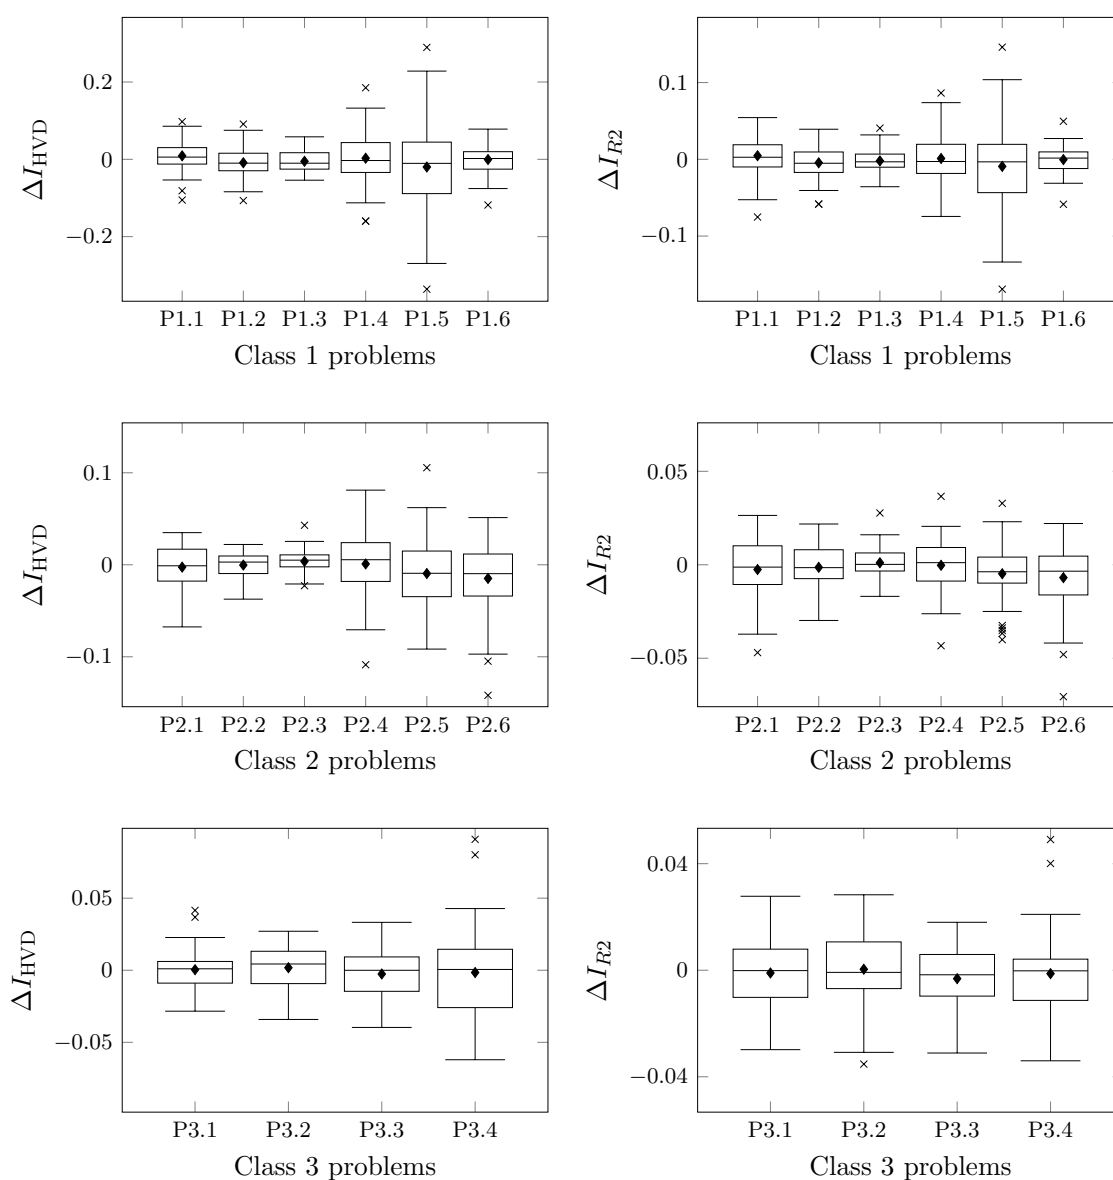 ΔI_HVD
0.2
0
−0.2
P1.1 P1.2 P1.3 P1.4 P1.5 P1.6
Class 1 problems
ΔI_R2
0.1
0
−0.1
P1.1 P1.2 P1.3 P1.4 P1.5 P1.6
Class 1 problems
ΔI_HVD
0.1
0
−0.1
P2.1 P2.2 P2.3 P2.4 P2.5 P2.6
Class 2 problems
ΔI_R2
0.05
0
−0.05
P2.1 P2.2 P2.3 P2.4 P2.5 P2.6
Class 2 problems
ΔI_HVD
0.05
0
−0.05
P3.1 P3.2 P3.3 P3.4
Class 3 problems
ΔI_R2
0.04
0
−0.04
P3.1 P3.2 P3.3 P3.4
Class 3 problems